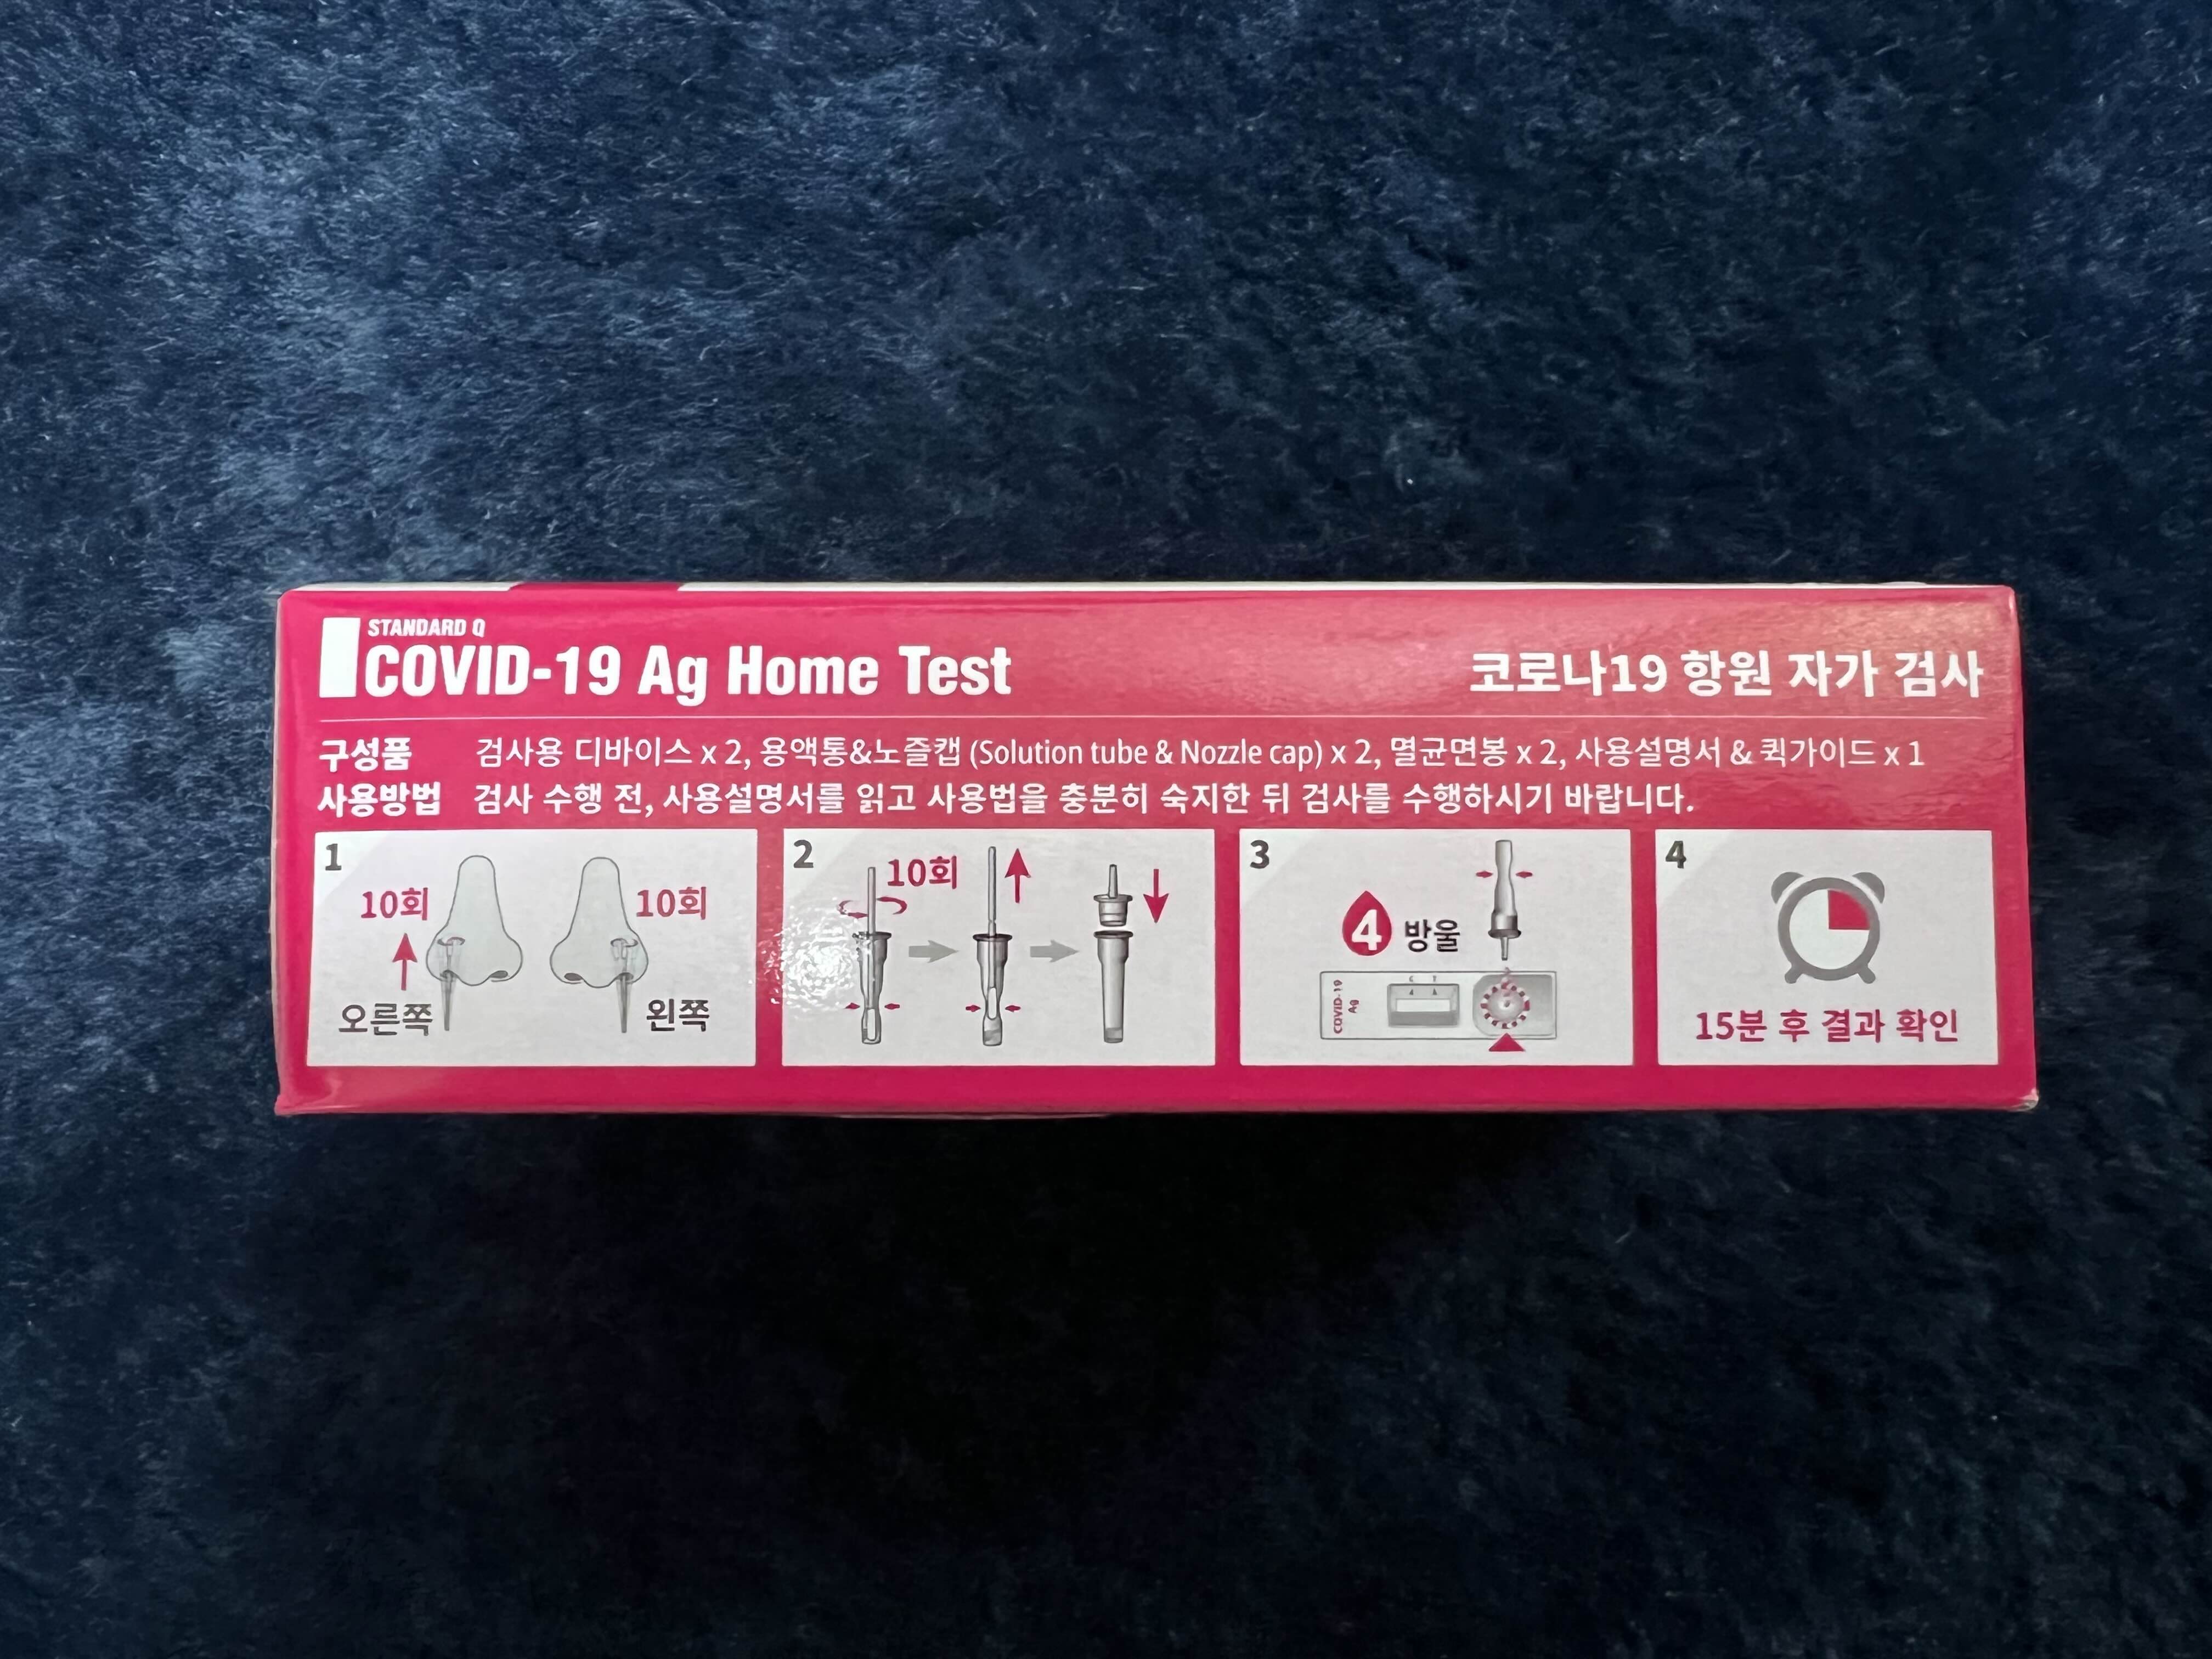 STANDARD Q
COVID-19 Ag Home Test
코로나19 항원 자가 검사
구성품 검사용 디바이스 x 2, 용액통&노즐캡 (Solution tube & Nozzle cap) x 2, 멸균면봉 x 2, 사용설명서 & 퀵가이드 x 1
사용방법 검사 수행 전, 사용설명서를 읽고 사용법을 충분히 숙지한 뒤 검사를 수행하시기 바랍니다.
1
10회
10회
오른쪽
왼쪽
2
10회
3
4 방울
C T
COVID-19
Ag
4
15분 후 결과 확인